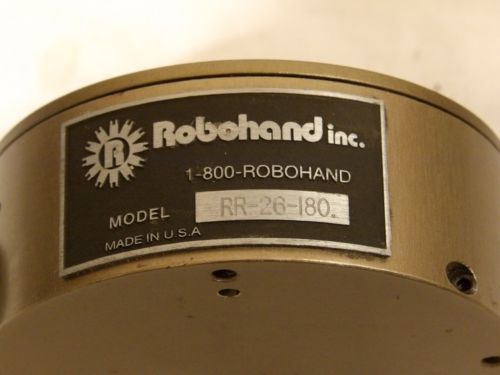 R
Robohand inc.
1-800-ROBOHAND
MODEL RR-26-180
MADE IN U.S.A